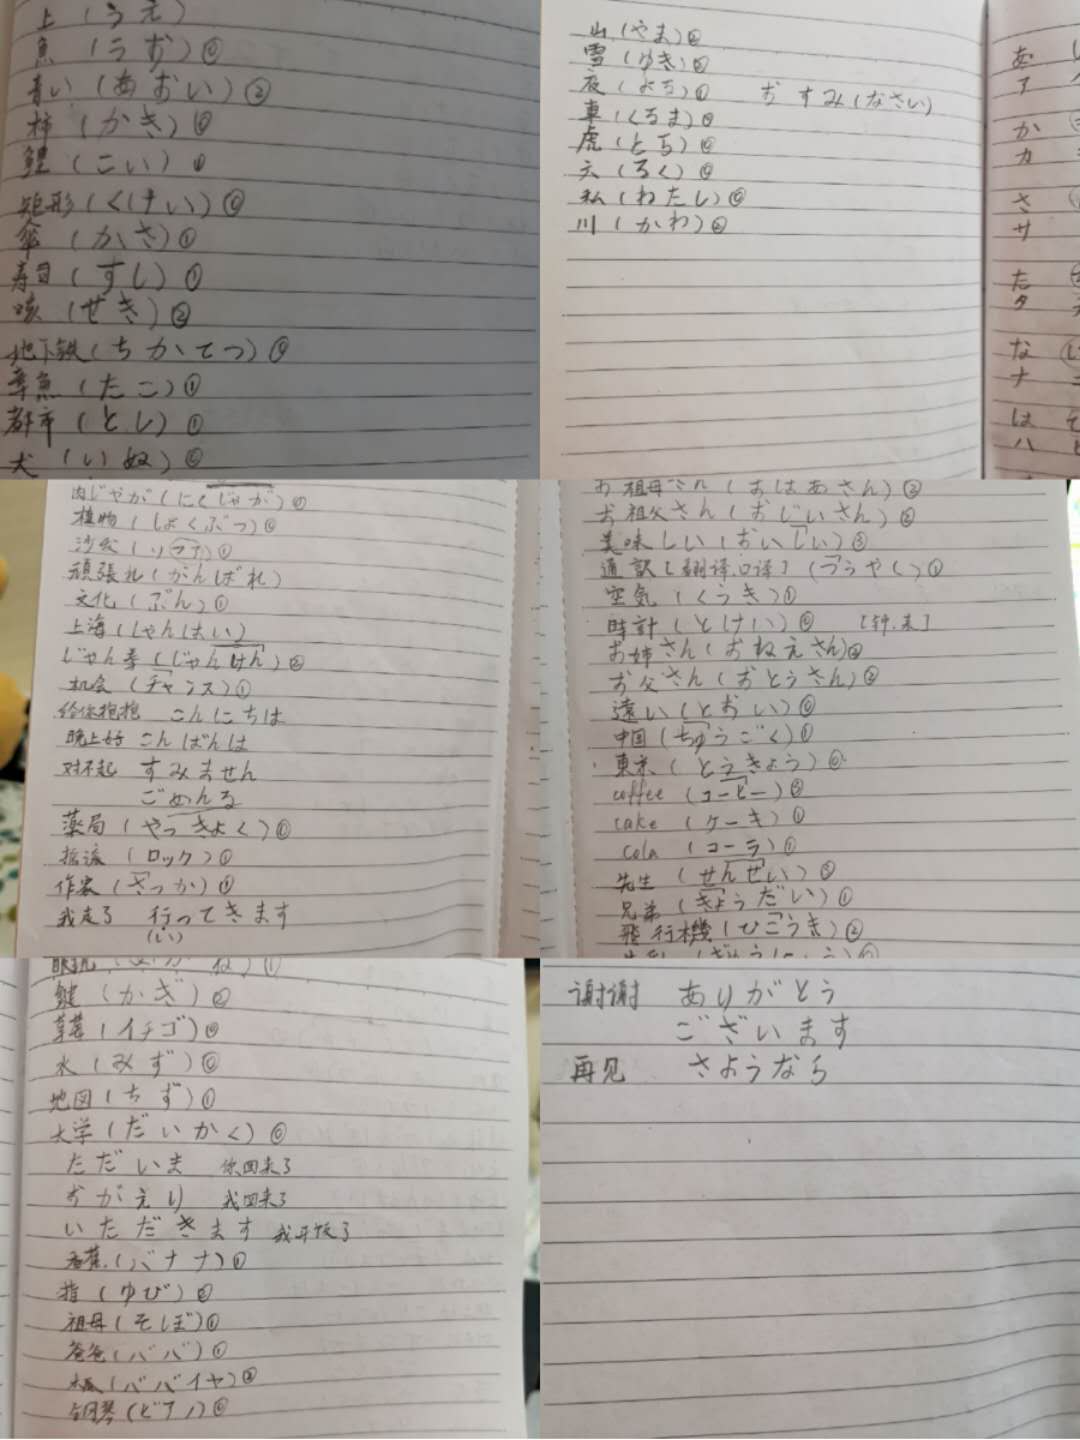 上 (うえ)
魚 (うお) ⓪
青い (あおい) ②
柿 (かき) ⓪
鯉 (こい) ①
矩形 (くけい) ⓪
傘 (かさ) ①
寿司 (すし) ①
咳 (せき) ②
地下鉄 (ちかてつ) ⓪
章魚 (たこ) ①
都市 (とし) ①
犬 (い奴) ②
山 (やま) ②
雪 (ゆき) ②
夜 (よる) ① おすみ(なさい)
車 (くるま) ⓪
虎 (とら) ⓪
六 (ろく) ②
私 (わたし) ⓪
川 (かわ) ②
あ
ア
か
カ
さ
サ
た
タ
な
ナ
は
ハ
肉じゃが (にくじゃが) ⓪
植物 (しょくぶつ) ②
沙发 (ソファ) ①
頑張れ (がんばれ)
文化 (ぶん) ①
上海 (しゃんはい)
じゃん拳 (じゃんけん) ③
机会 (チャンス) ①
给你抱抱 こんにちは
晚上好 こんばんは
对不起 すみません
ごめんる
薬局 (やっきょく) ⓪
摇滚 (ロック) ①
作家 (さっか) ①
我走了 行ってきます
(い)
お祖母さん (おばあさん) ②
お祖父さん (おじいさん) ②
美味しい (おいしい) ③
通訳 [翻译.口译] (つうやく) ①
空気 (くうき) ①
時計 (とけい) ⓪ [钟.表]
お姉さん (おねえさん) ②
お父さん (おとうさん) ②
遠い (とおい) ⓪
中国 (ちゅうごく) ①
東京 (とうきょう) ⓪
coffee (コーヒー) ③
cake (ケーキ) ①
cola (コーラ) ①
先生 (せんせい) ③
兄弟 (きょうだい) ①
飛行機 (ひこうき) ②
鍵 (かぎ) ②
草莓 (イチゴ) ⓪
水 (みず) ⓪
地図 (ちず) ①
大学 (だいかく) ⓪
ただいま 你回来了
おがえり 我回来了
いただきます 我开饭了
香蕉 (バナナ) ①
指 (ゆび) ②
祖母 (そぼ) ①
爸爸 (パパ) ①
木瓜 (パパイヤ) ②
钢琴 (ピアノ) ⓪
谢谢 ありがとう
ございます
再见 さようなら